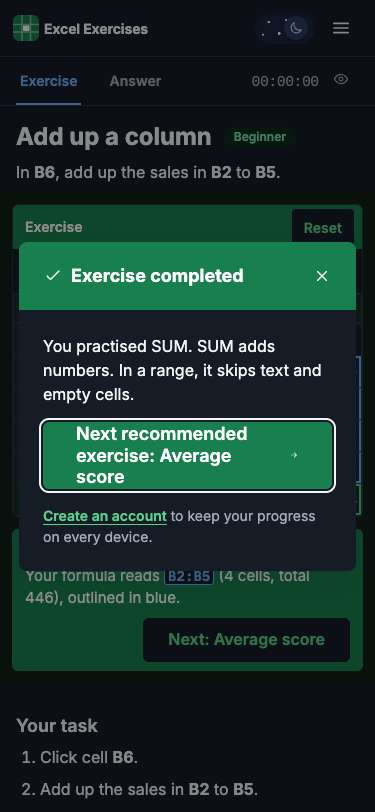 Excel Exercises
Exercise
Answer
00:00:00
Add up a column
Beginner
In B6, add up the sales in B2 to B5.
Exercise
Reset
Exercise completed
You practised SUM. SUM adds
numbers. In a range, it skips text and
empty cells.
Next recommended
exercise: Average
score
Create an account to keep your progress
on every device.
Your formula reads B2:B5 (4 cells, total
446), outlined in blue.
Next: Average score
Your task
1. Click cell B6.
2. Add up the sales in B2 to B5.